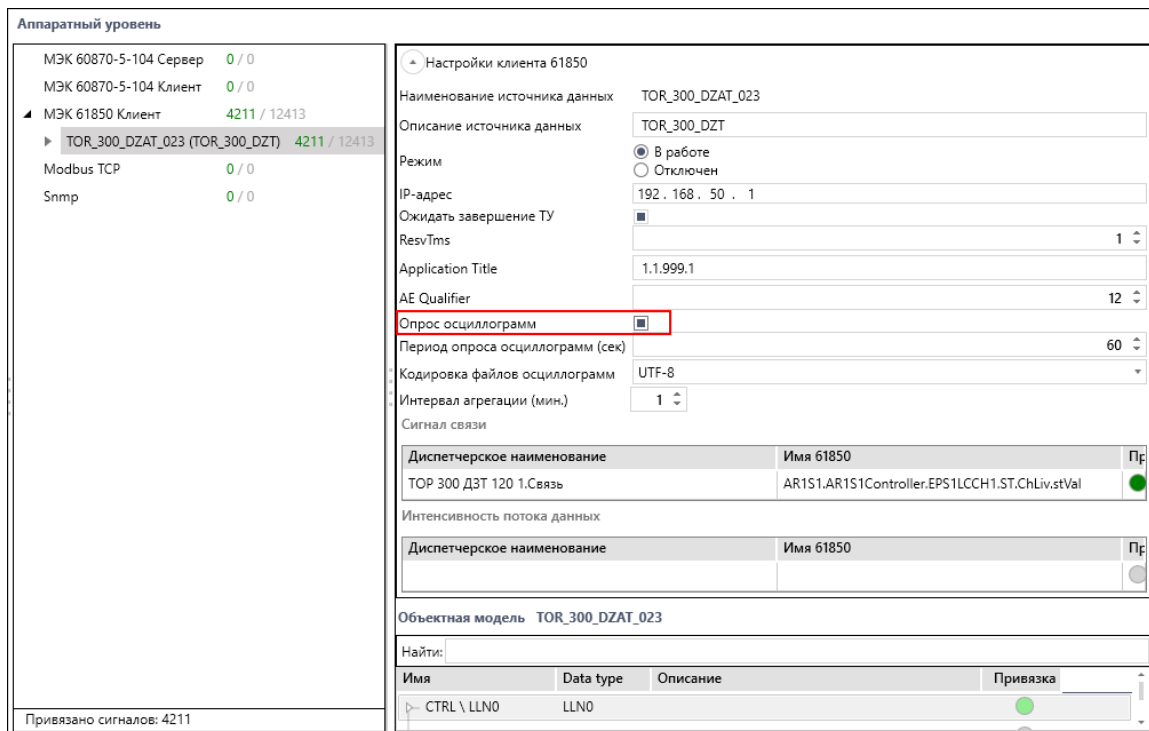 Аппаратный уровень
МЭК 60870-5-104 Сервер 0 / 0
МЭК 60870-5-104 Клиент 0 / 0
МЭК 61850 Клиент 4211 / 12413
TOR_300_DZAT_023 (TOR_300_DZT) 4211 / 12413
Modbus TCP 0 / 0
Snmp 0 / 0
Привязано сигналов: 4211
Настройки клиента 61850
Наименование источника данных TOR_300_DZAT_023
Описание источника данных TOR_300_DZT
Режим
В работе
Отключен
IP-адрес 192 . 168 . 50 . 1
Ожидать завершение ТУ
ResvTms 1
Application Title 1.1.999.1
AE Qualifier 12
Опрос осциллограмм
Период опроса осциллограмм (сек) 60
Кодировка файлов осциллограмм UTF-8
Интервал агрегации (мин.) 1
Сигнал связи
Диспетчерское наименование Имя 61850 Пр
ТОР 300 ДЗТ 120 1.Связь AR1S1.AR1S1Controller.EPS1LCCH1.ST.ChLiv.stVal
Интенсивность потока данных
Диспетчерское наименование Имя 61850 Пр
Объектная модель TOR_300_DZAT_023
Найти:
Имя Data type Описание Привязка
CTRL \ LLN0 LLN0